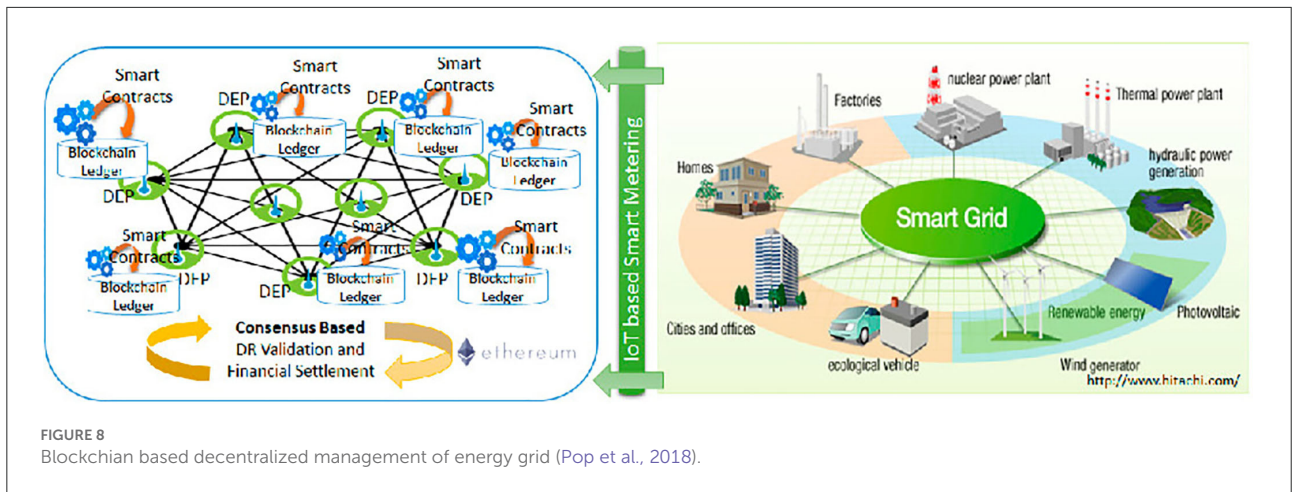 Smart
Contracts
DEP
Blockchain
Ledger
Smart
Contracts
DEP
Blockchain
Ledger
Smart
Contracts
DEP
Blockchain
Ledger
Smart
Contracts
Blockchain
Ledger
DEP
Smart
Contracts
DEP
Blockchain
Ledger
DEP
Smart
Contracts
Blockchain
Ledger
DEP
Smart
Contracts
Blockchain
Ledger
Consensus Based
DR Validation and
Financial Settlement
ethereum
IoT based Smart Metering
nuclear power plant
Factories
Thermal power plant
Homes
hydraulic power
generation
Smart Grid
Renewable energy
Photovoltaic
Cities and offices
ecological vehicle
Wind generator
http://www.hitachi.com/
FIGURE 8
Blockchian based decentralized management of energy grid (Pop et al., 2018).